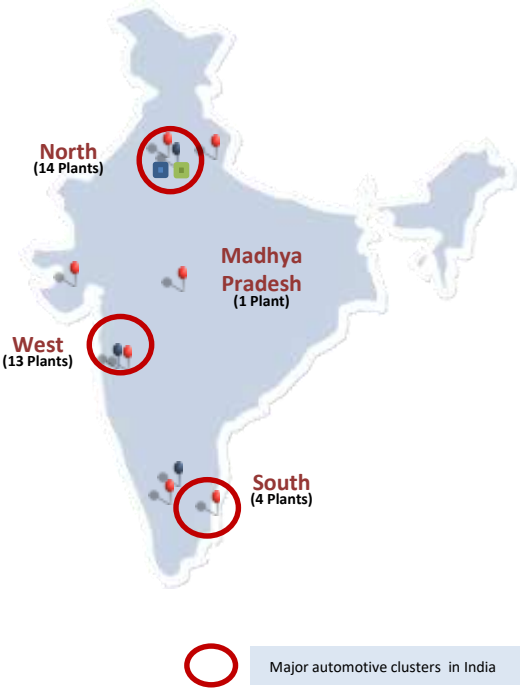 North
(14 Plants)
Madhya
Pradesh
(1 Plant)
West
(13 Plants)
South
(4 Plants)
Major automotive clusters in India